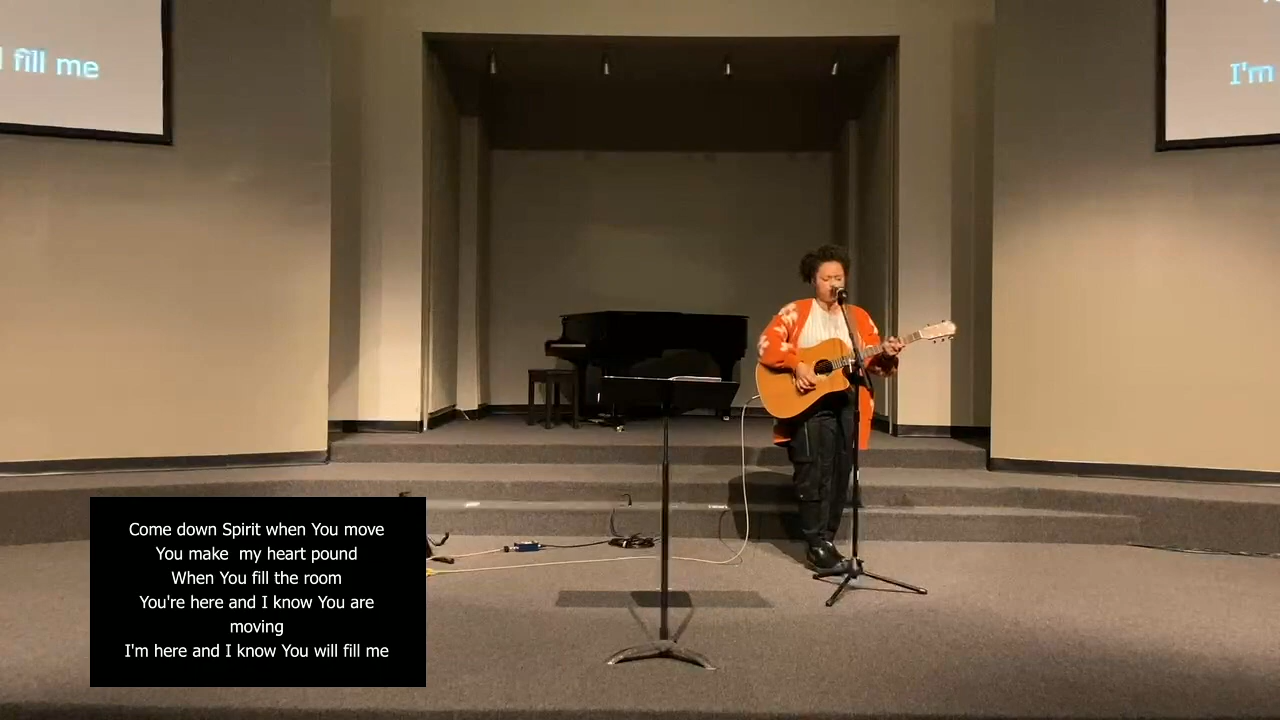 fill me
I'm
Come down Spirit when You move
You make  my heart pound
When You fill the room
You're here and I know You are
moving
I'm here and I know You will fill me